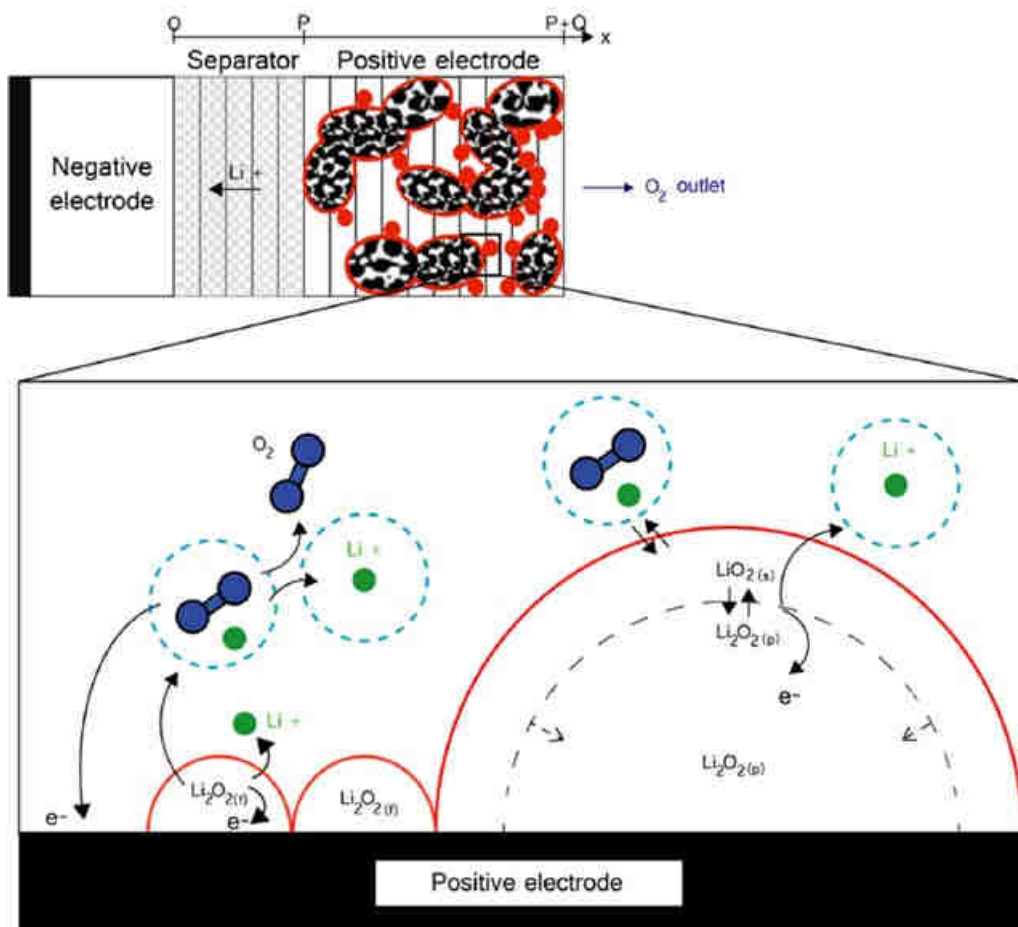 O P P+Q x
Separator Positive electrode
Negative
electrode
Li +
O₂ outlet
O₂
Li +
Li +
Li +
LiO₂(s)
Li₂O₂(p)
e-
Li₂O₂(p)
Li₂O₂(f)
Li₂O₂(f)
e-
e-
Positive electrode